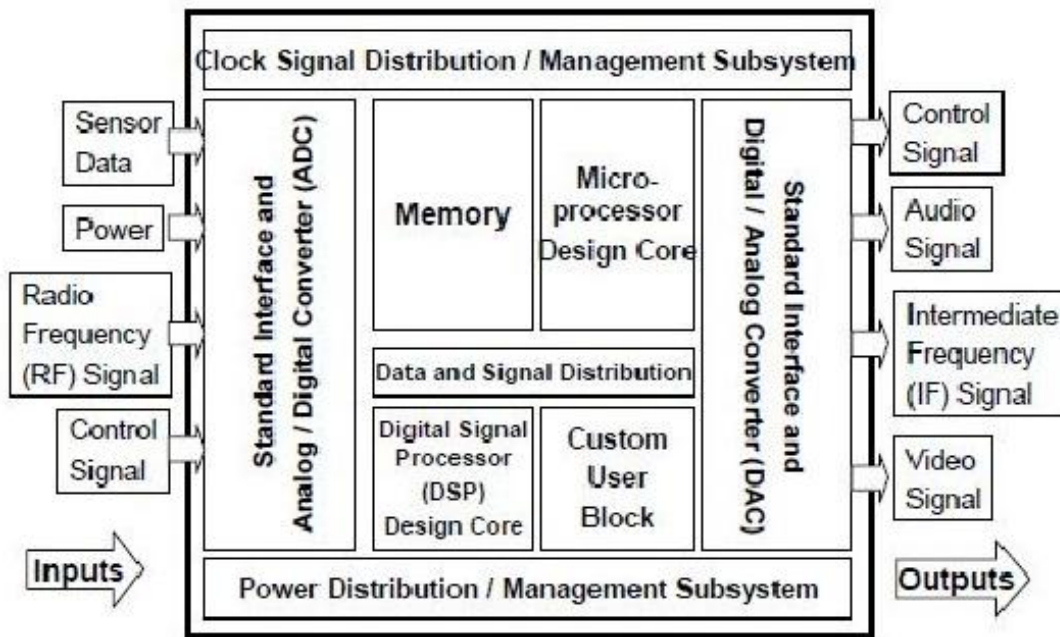 Clock Signal Distribution / Management Subsystem
Sensor
Data
Power
Radio
Frequency
(RF) Signal
Control
Signal
Inputs
Standard Interface and
Analog / Digital Converter (ADC)
Memory
Micro-
processor
Design Core
Data and Signal Distribution
Digital Signal
Processor
(DSP)
Design Core
Custom
User
Block
Standard Interface and
Digital / Analog Converter (DAC)
Control
Signal
Audio
Signal
Intermediate
Frequency
(IF) Signal
Video
Signal
Outputs
Power Distribution / Management Subsystem